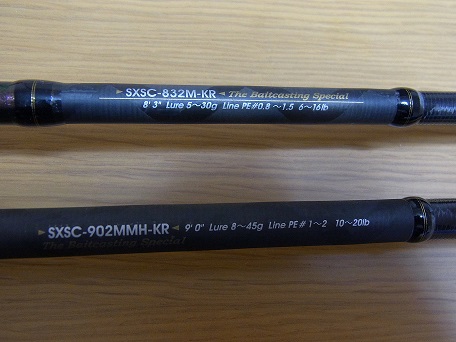 SXSC-832M-KR The Baitcasting Special
8' 3" Lure 5～30g Line PE#0.8～1.5 6～16lb
SXSC-902MMH-KR 9' 0" Lure 8～45g Line PE# 1～2 10～20lb
The Baitcasting Special